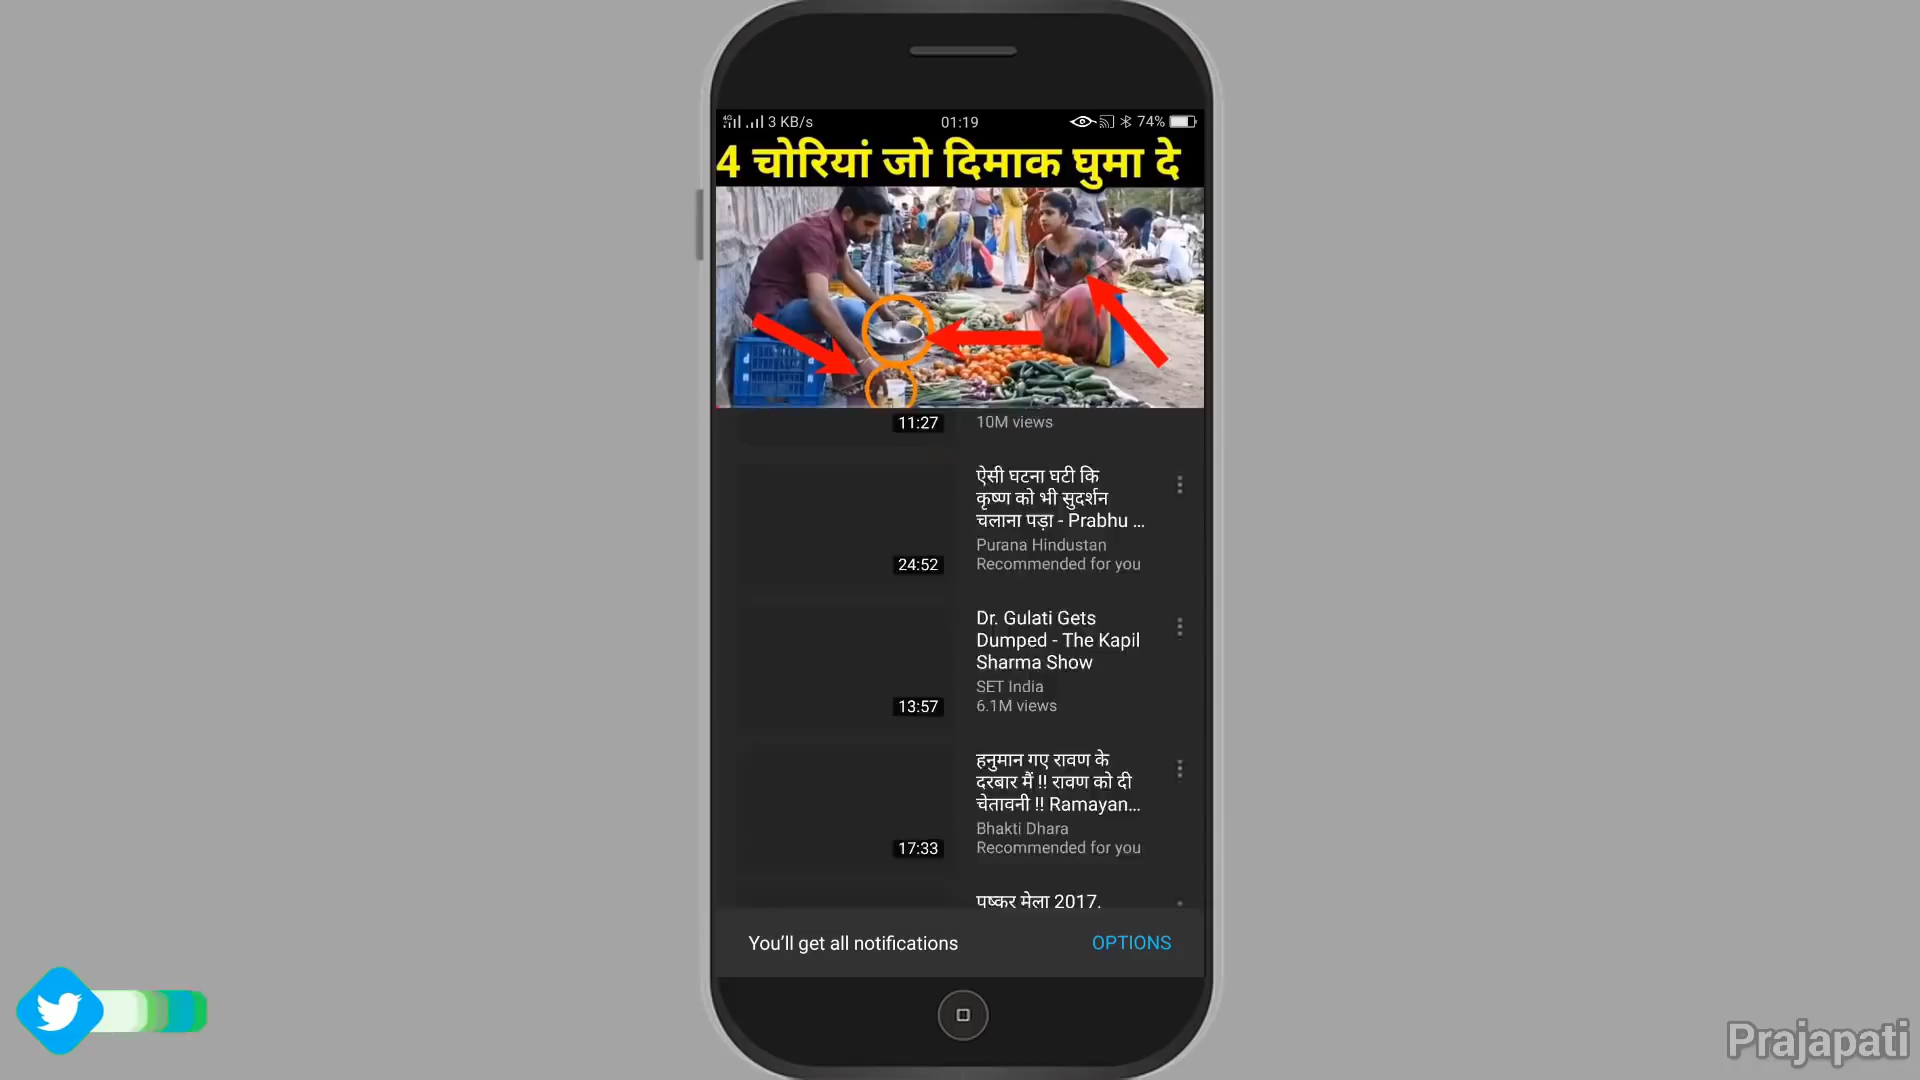 4G 3 KB/s 01:19 74%
4 चोरियां जो दिमाक घुमा दे
11:27 10M views
ऐसी घटना घटी कि
कृष्ण को भी सुदर्शन
चलाना पड़ा - Prabhu ...
Purana Hindustan
24:52 Recommended for you
Dr. Gulati Gets
Dumped - The Kapil
Sharma Show
SET India
13:57 6.1M views
हनुमान गए रावण के
दरबार मैं !! रावण को दी
चेतावनी !! Ramayan...
Bhakti Dhara
17:33 Recommended for you
पष्कर मेला 2017.
You'll get all notifications OPTIONS
Prajapati